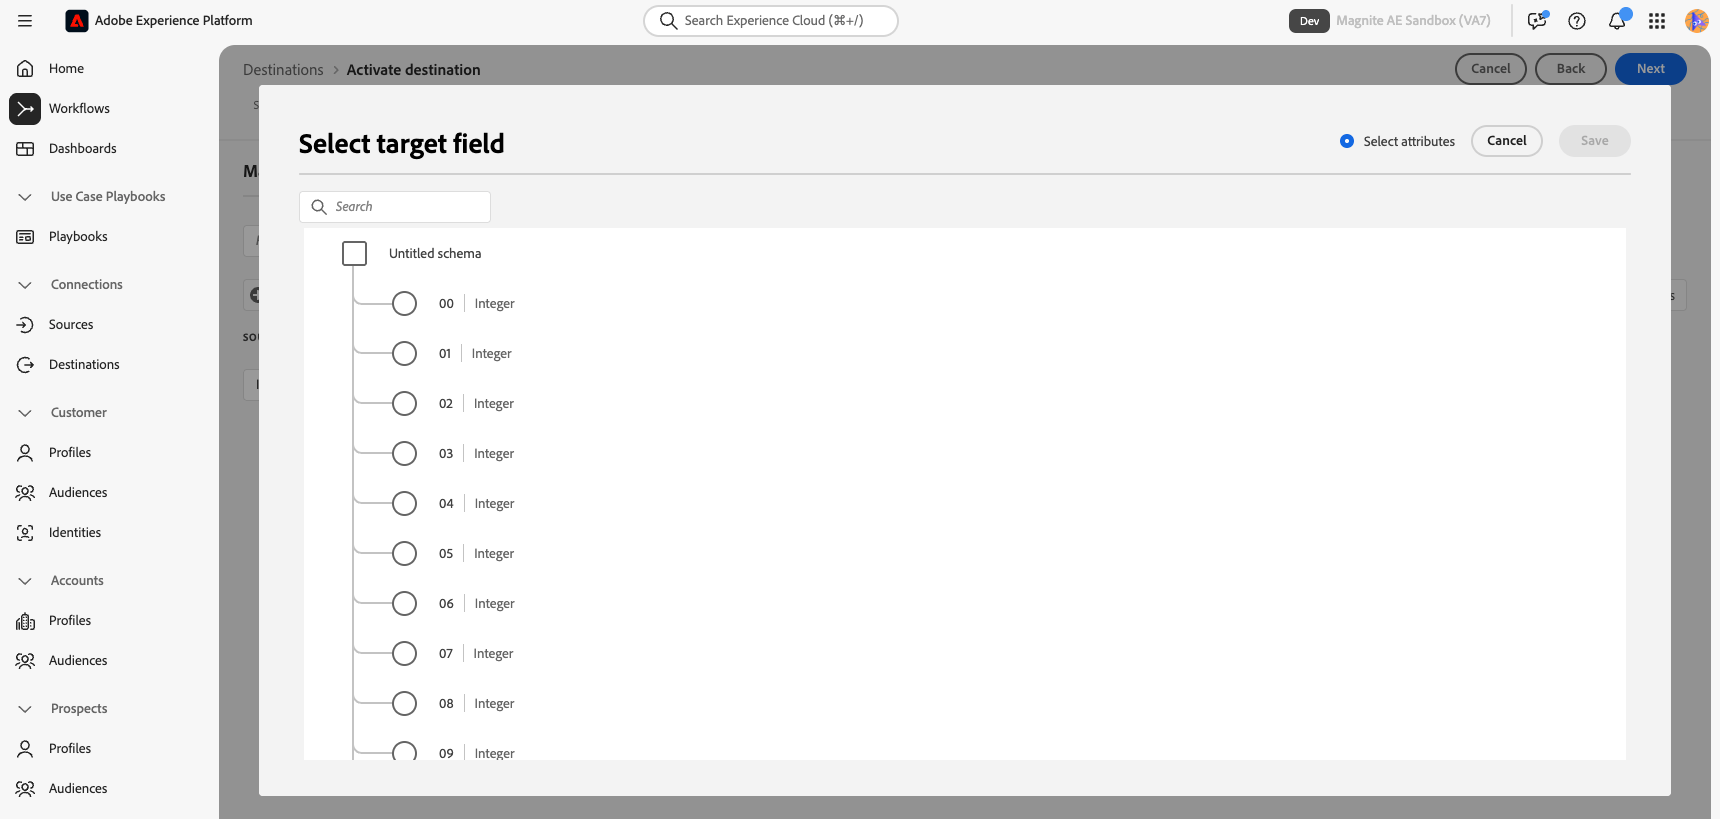 Adobe Experience Platform
Search Experience Cloud (⌘+/)
Dev
Magnite AE Sandbox (VA7)
Home
Workflows
Dashboards
Use Case Playbooks
Playbooks
Connections
Sources
Destinations
Customer
Profiles
Audiences
Identities
Accounts
Profiles
Audiences
Prospects
Profiles
Audiences
Destinations > Activate destination
Cancel
Back
Next
Select target field
Select attributes
Cancel
Save
Search
Untitled schema
00 | Integer
01 | Integer
02 | Integer
03 | Integer
04 | Integer
05 | Integer
06 | Integer
07 | Integer
08 | Integer
09 | Integer